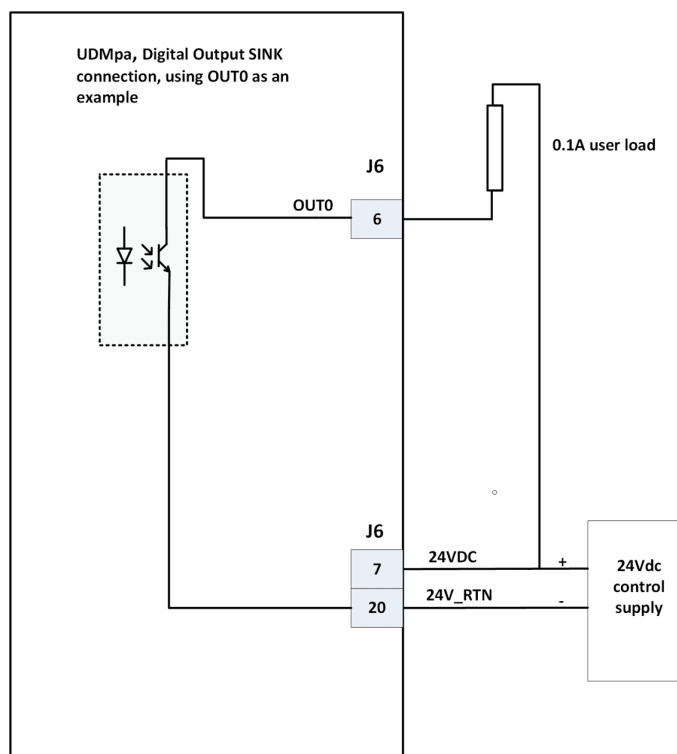 UDMpa, Digital Output SINK
connection, using OUT0 as an
example
J6
0.1A user load
OUT0
6
J6
7
24VDC
+
24Vdc
control
supply
20
24V_RTN
-